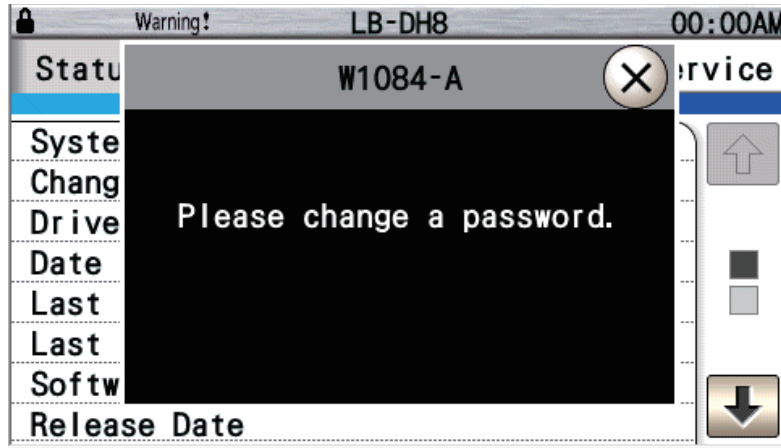 Warning! LB-DH8 00:00AM
Statu W1084-A rvice
Syste
Chang
Drive Please change a password.
Date
Last
Last
Softw
Release Date